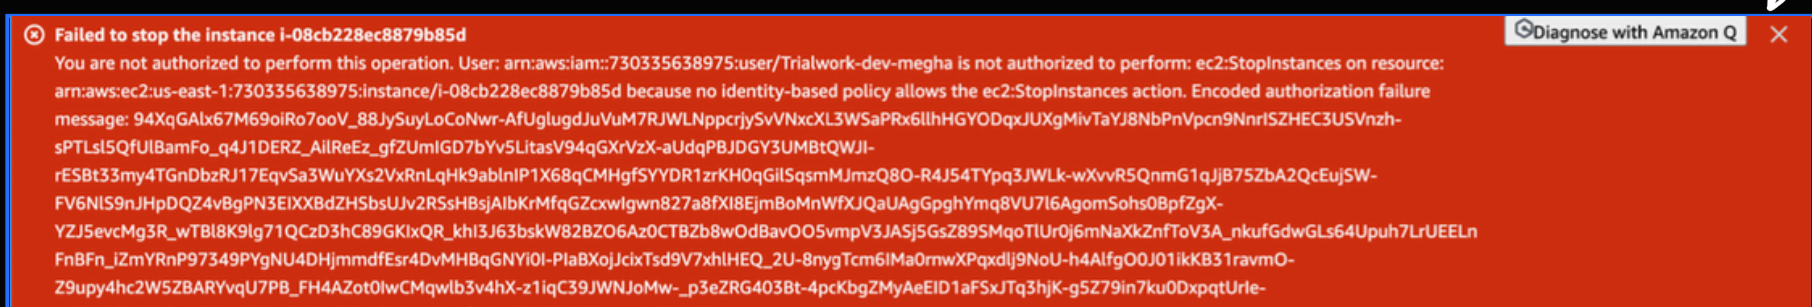 Failed to stop the instance i-08cb228ec8879b85d
Diagnose with Amazon Q
You are not authorized to perform this operation. User: arn:aws:iam::730335638975:user/Trialwork-dev-megha is not authorized to perform: ec2:StopInstances on resource:
arn:aws:ec2:us-east-1:730335638975:instance/i-08cb228ec8879b85d because no identity-based policy allows the ec2:StopInstances action. Encoded authorization failure
message: 94XqGAlx67M69oiRo7ooV_88JySuyLoCoNwr-AfUglugdJuVuM7RJWLNppcrjySvVNxcXL3WSaPRx6llhHGYODqxJUXgMivTaYJ8NbPnVpcn9NnrISZHEC3USVnzh-
sPTLsl5QfUlBamFo_q4J1DERZ_AilReEz_gfZUmIGD7bYv5LitasV94qGXrVzX-aUdqPBJDGY3UMBtQWJI-
rESBt33my4TGnDbzRJ17EqvSa3WuYXs2VxRnLqHk9ablnIP1X68qCMHgfSYYDR1zrKH0qGilSqsmMJmzQ8O-R4J54TYpq3JWLk-wXvvR5QnmG1qJjB75ZbA2QcEujSW-
FV6NlS9nJHpDQZ4vBgPN3EIXXBdZHSbsUJv2RSsHBsjAIbKrMfqGZcxwIgwn827a8fXI8EjmBoMnWfXJQaUAgGpghYmq8VU7l6AgomSohs0BpfZgX-
YZJ5evcMg3R_wTBl8K9lg71QCzD3hC89GKIxQR_khI3J63bskW82BZO6Az0CTBZb8wOdBavOO5vmpV3JASj5GsZ89SMqoTlUr0j6mNaXkZnfToV3A_nkufGdwGLs64Upuh7LrUEELn
FnBFn_iZmYRnP97349PYgNU4DHjmmdfEsr4DvMHBqGNYi0I-PIaBXojJcixTsd9V7xhlHEQ_2U-8nygTcm6IMa0rnwXPqxdlj9NoU-h4AlfgO0J01ikKB31ravmO-
Z9upy4hc2W5ZBARYvqU7PB_FH4AZot0IwCMqwlb3v4hX-z1iqC39JWNJoMw-_p3eZRG403Bt-4pcKbgZMyAeEID1aFSxJTq3hjK-g5Z79in7ku0DxpqtUrIe-